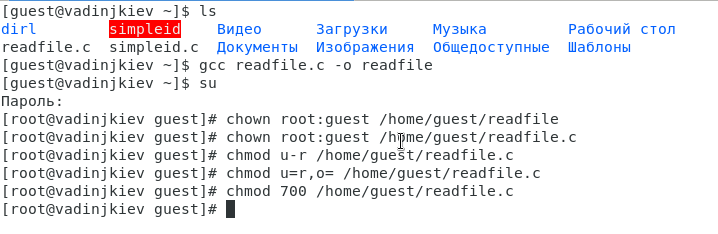 [guest@vadinjkiev ~]$ ls
dirl simpleid Видео Загрузки Музыка Рабочий стол
readfile.c simpleid.c Документы Изображения Общедоступные Шаблоны
[guest@vadinjkiev ~]$ gcc readfile.c -o readfile
[guest@vadinjkiev ~]$ su
Пароль:
[root@vadinjkiev guest]# chown root:guest /home/guest/readfile
[root@vadinjkiev guest]# chown root:guest /home/guest/readfile.c
[root@vadinjkiev guest]# chmod u-r /home/guest/readfile.c
[root@vadinjkiev guest]# chmod u=r,o= /home/guest/readfile.c
[root@vadinjkiev guest]# chmod 700 /home/guest/readfile.c
[root@vadinjkiev guest]#